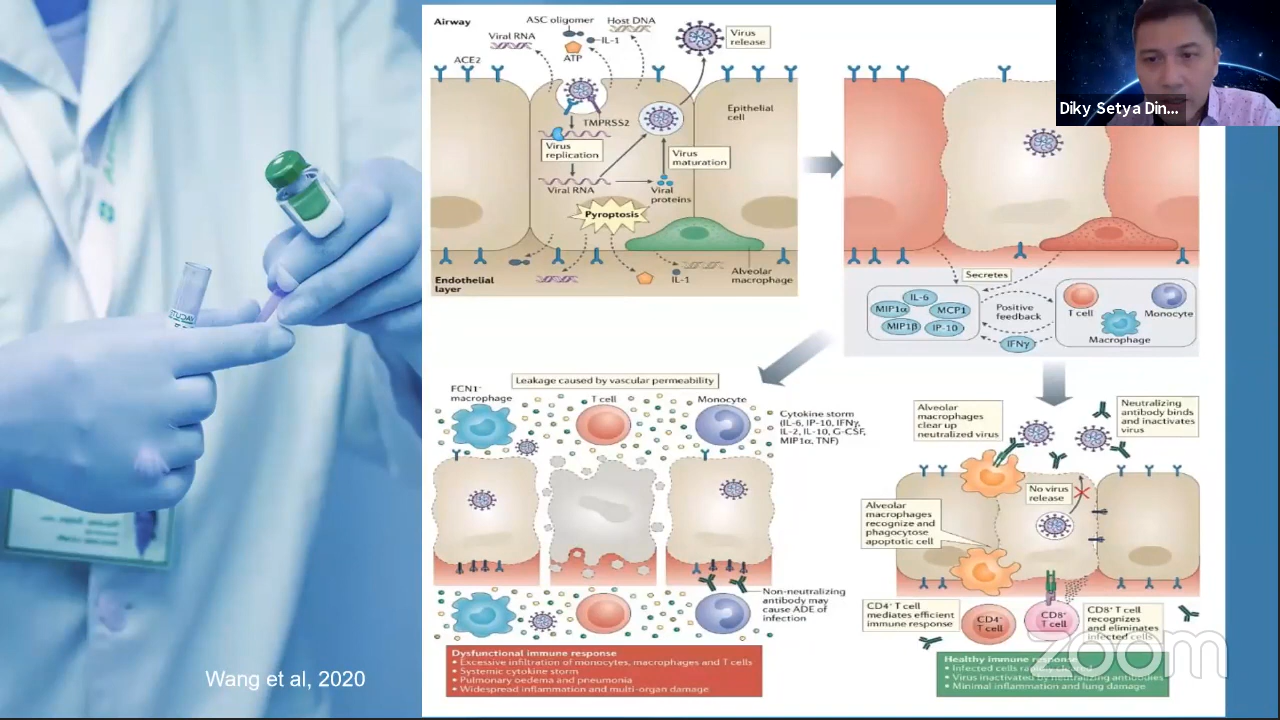 Airway
ASC oligomer
Host DNA
Viral RNA
IL-1
ATP
Virus
release
ACE2
TMPRSS2
Epithelial
cell
Virus
replication
Virus
maturation
Viral RNA
Viral
proteins
Pyroptosis
Endothelial
layer
IL-1
Alveolar
macrophage
Diky Setya Din...
Secretes
IL-6
MIP1α
MCP1
MIP1β
IP-10
Positive
feedback
IFNγ
T cell
Monocyte
Macrophage
Leakage caused by vascular permeability
FCN1⁻
macrophage
T cell
Monocyte
Cytokine storm
(IL-6, IP-10, IFNγ,
IL-2, IL-10, G-CSF,
MIP1α, TNF)
Non-neutralizing
antibody may
cause ADE of
infection
Dysfunctional immune response
• Excessive infiltration of monocytes, macrophages and T cells
• Systemic cytokine storm
• Pulmonary oedema and pneumonia
• Widespread inflammation and multi-organ damage
Alveolar
macrophages
clear up
neutralized virus
Neutralizing
antibody binds
and inactivates
virus
No virus
release
Alveolar
macrophages
recognize and
phagocytose
apoptotic cell
CD4⁺ T cell
mediates efficient
immune response
CD4⁺
T cell
CD8⁺
T cell
CD8⁺ T cell
recognizes
and eliminates
infected cells
Healthy immune response
• Infected cells rapidly cleared
• Virus inactivated by neutralizing antibodies
• Minimal inflammation and lung damage
zoom
Wang et al, 2020